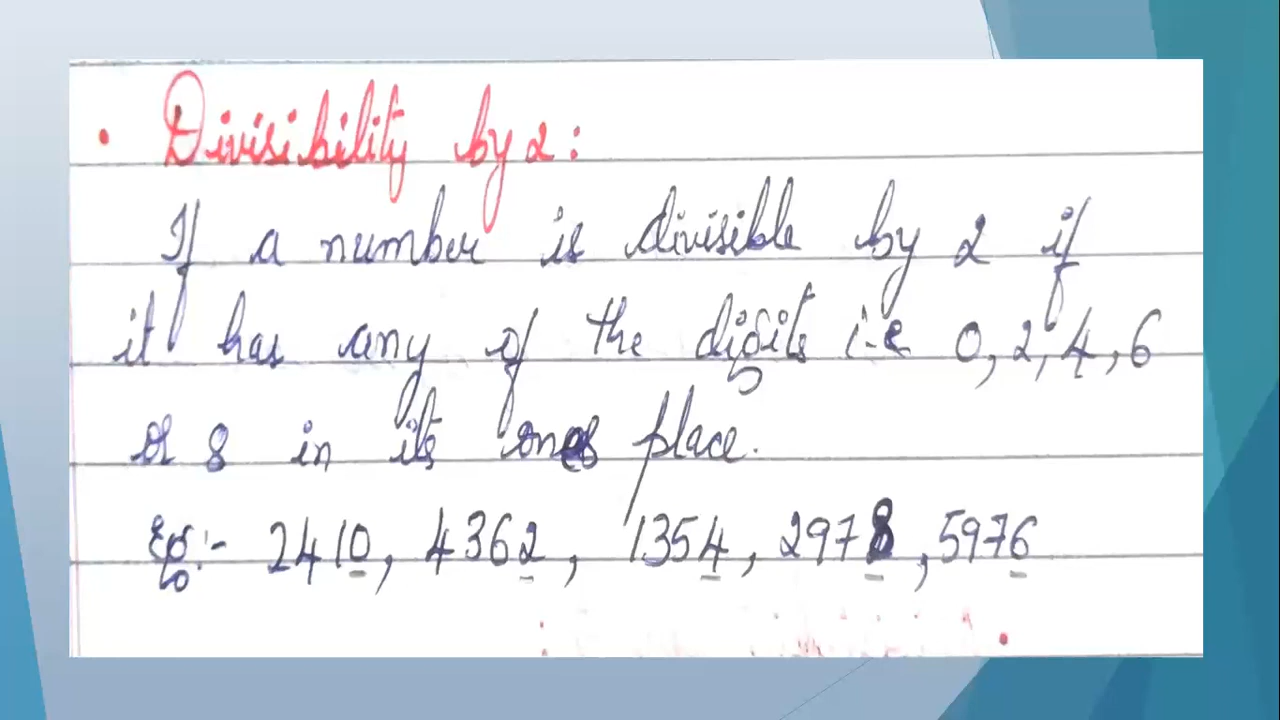 • Divisibility by 2:
If a number is divisible by 2 if
it has any of the digits i.e 0, 2, 4, 6
or 8 in its ones place.
Eg:- 2410, 4362, 1354, 2978, 5976